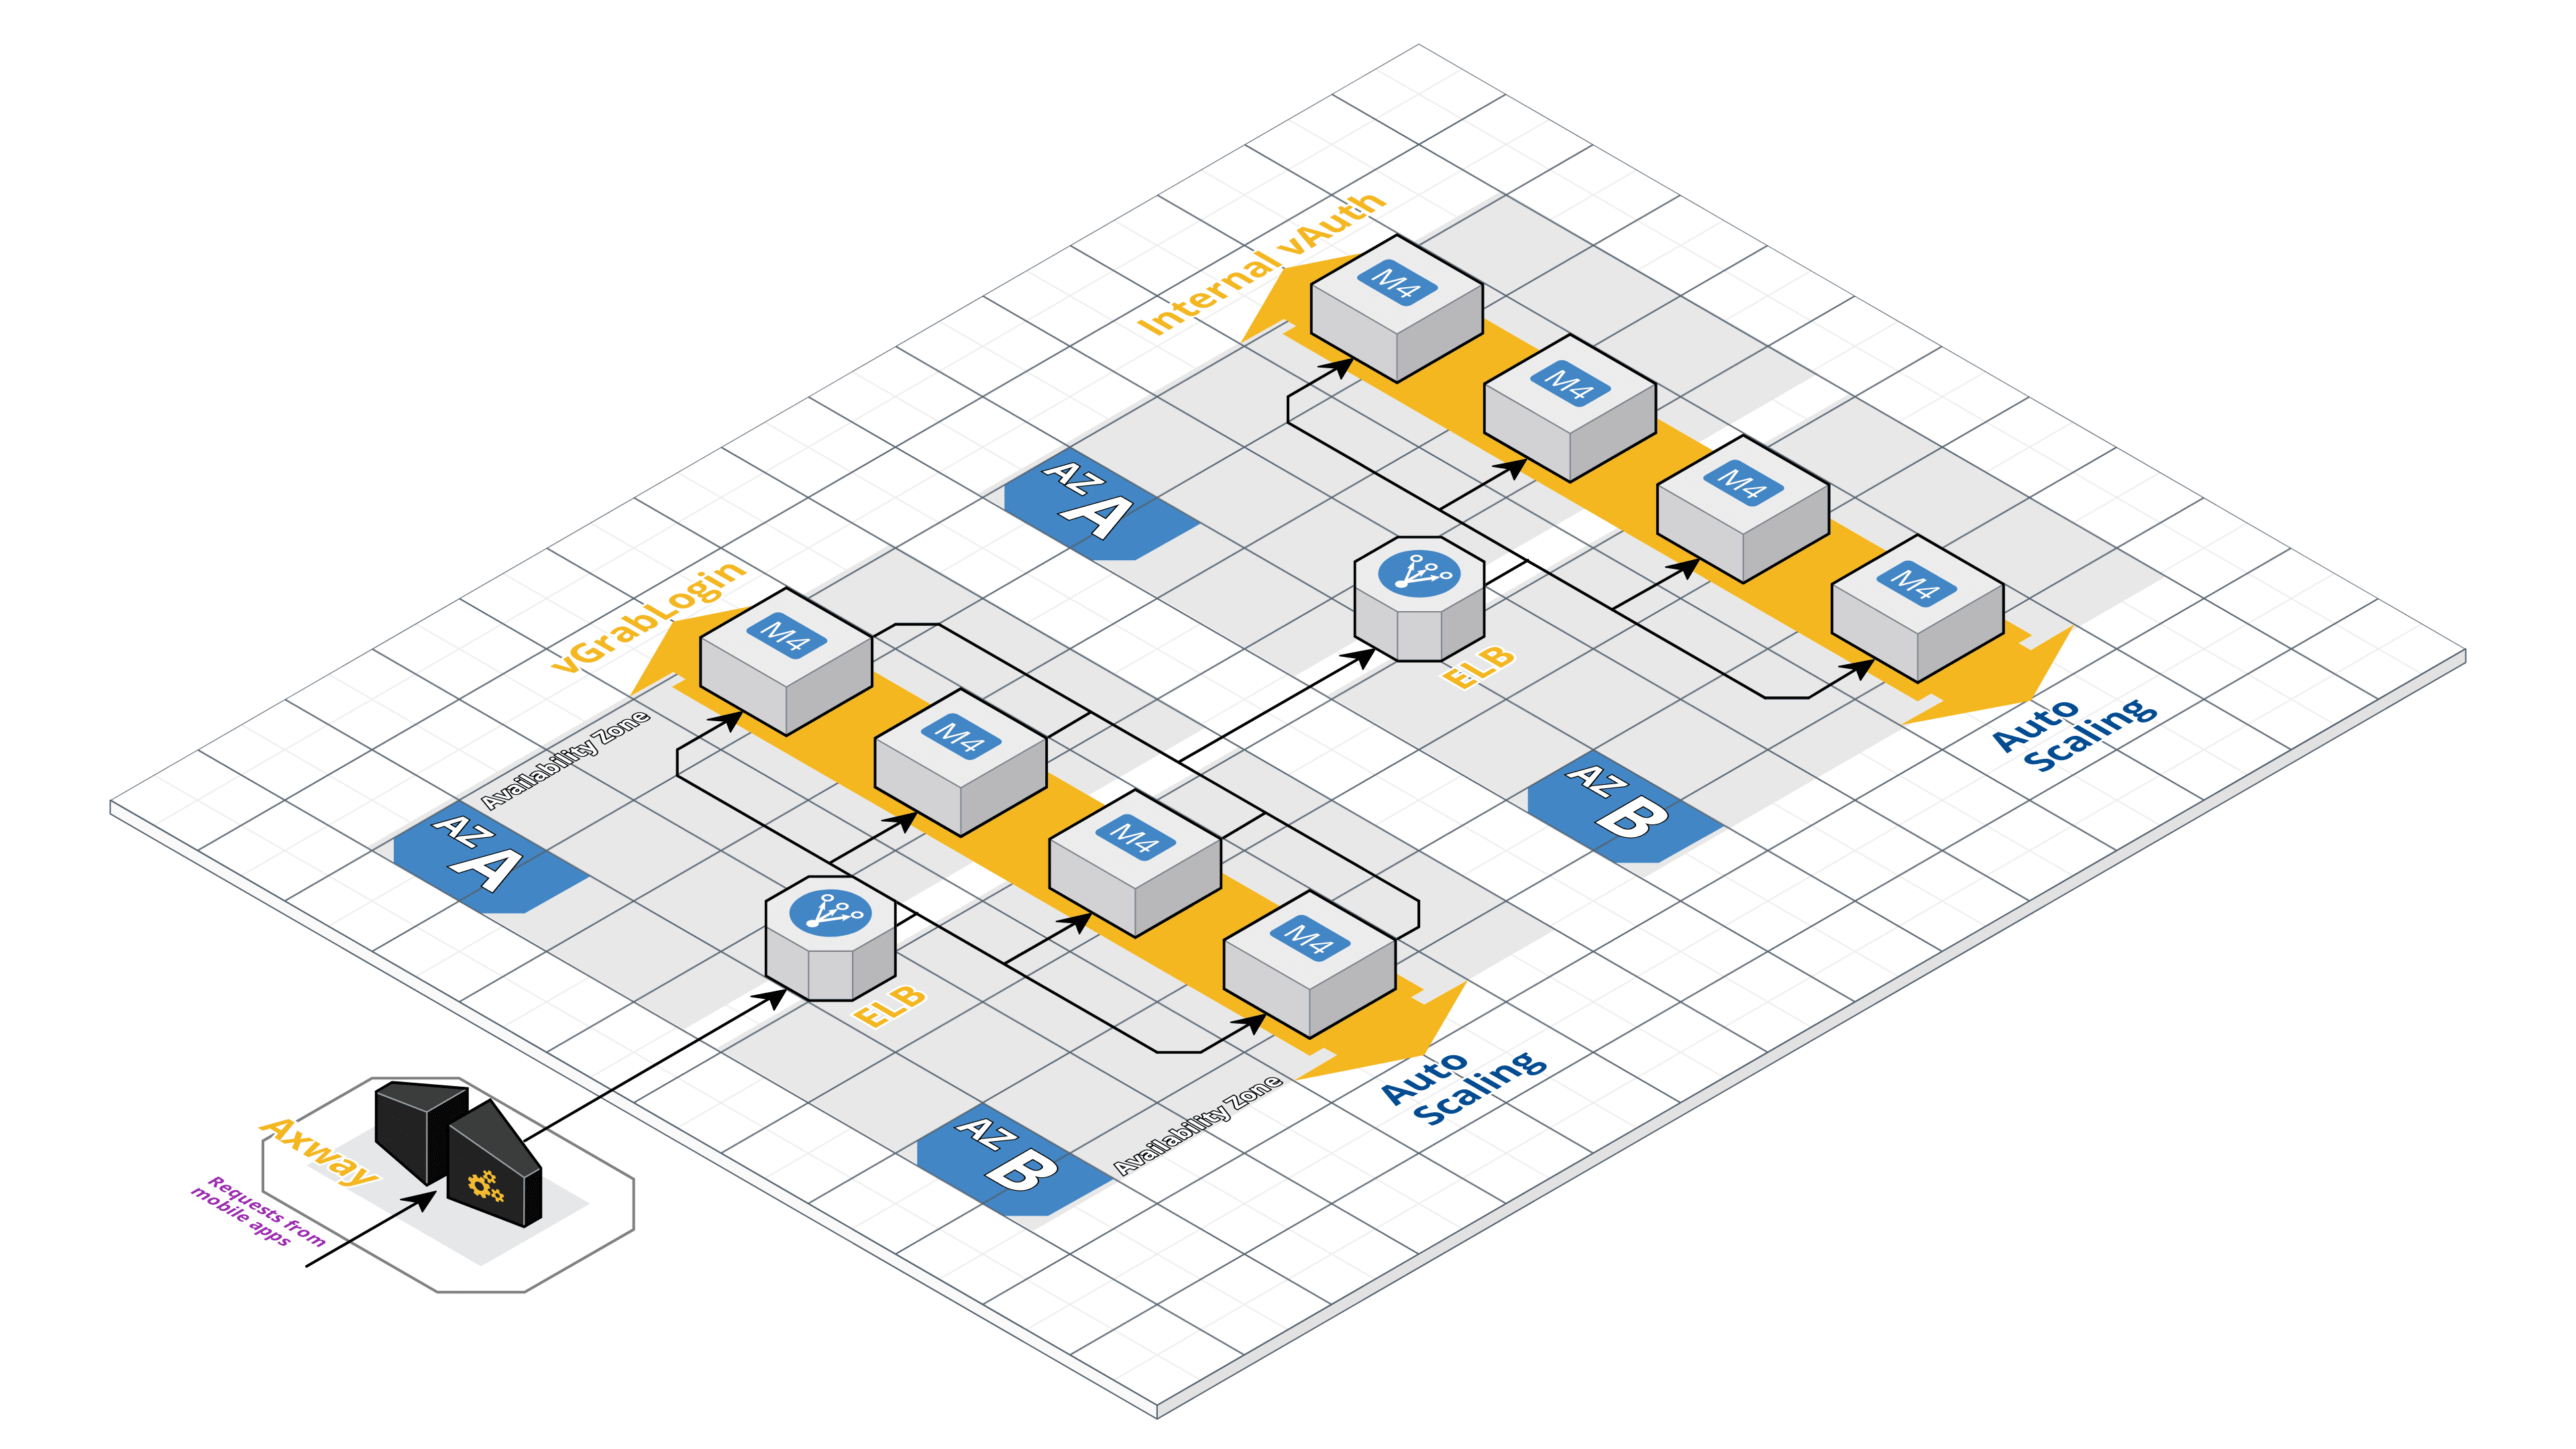 Internal vAuth
M4
M4
M4
M4
AZ
A
ELB
Auto
Scaling
AZ
B
vGrabLogin
M4
M4
M4
M4
Availability Zone
AZ
A
ELB
Auto
Scaling
Availability Zone
AZ
B
Axway
Requests from
mobile apps